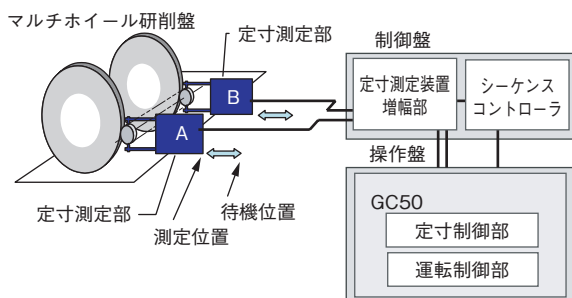 マルチホイール研削盤
定寸測定部
B
A
定寸測定部
測定位置
待機位置
制御盤
定寸測定装置
増幅部
シーケンス
コントローラ
操作盤
GC50
定寸制御部
運転制御部